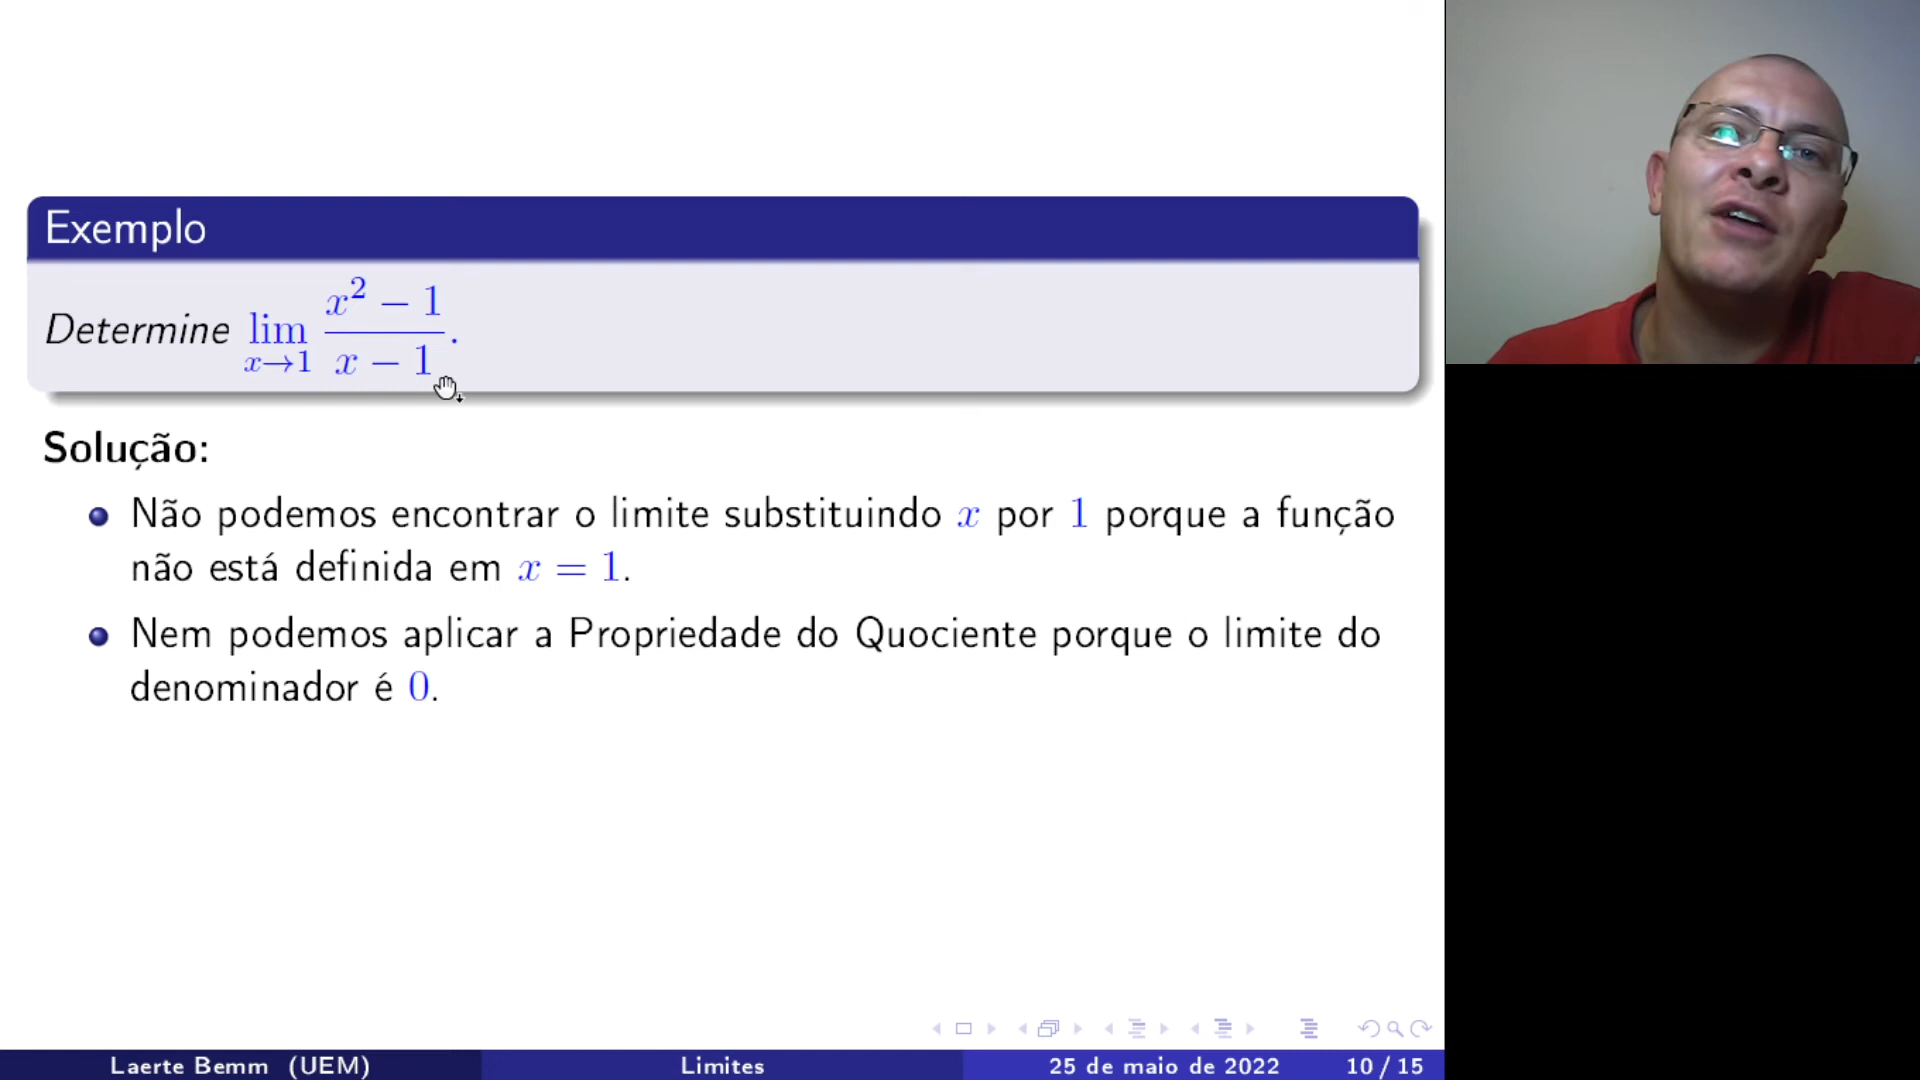 Exemplo
Determine lim x→1 x² − 1 / x − 1.
Solução:
Não podemos encontrar o limite substituindo x por 1 porque a função
não está definida em x = 1.
Nem podemos aplicar a Propriedade do Quociente porque o limite do
denominador é 0.
Laerte Bemm (UEM) Limites 25 de maio de 2022 10 / 15